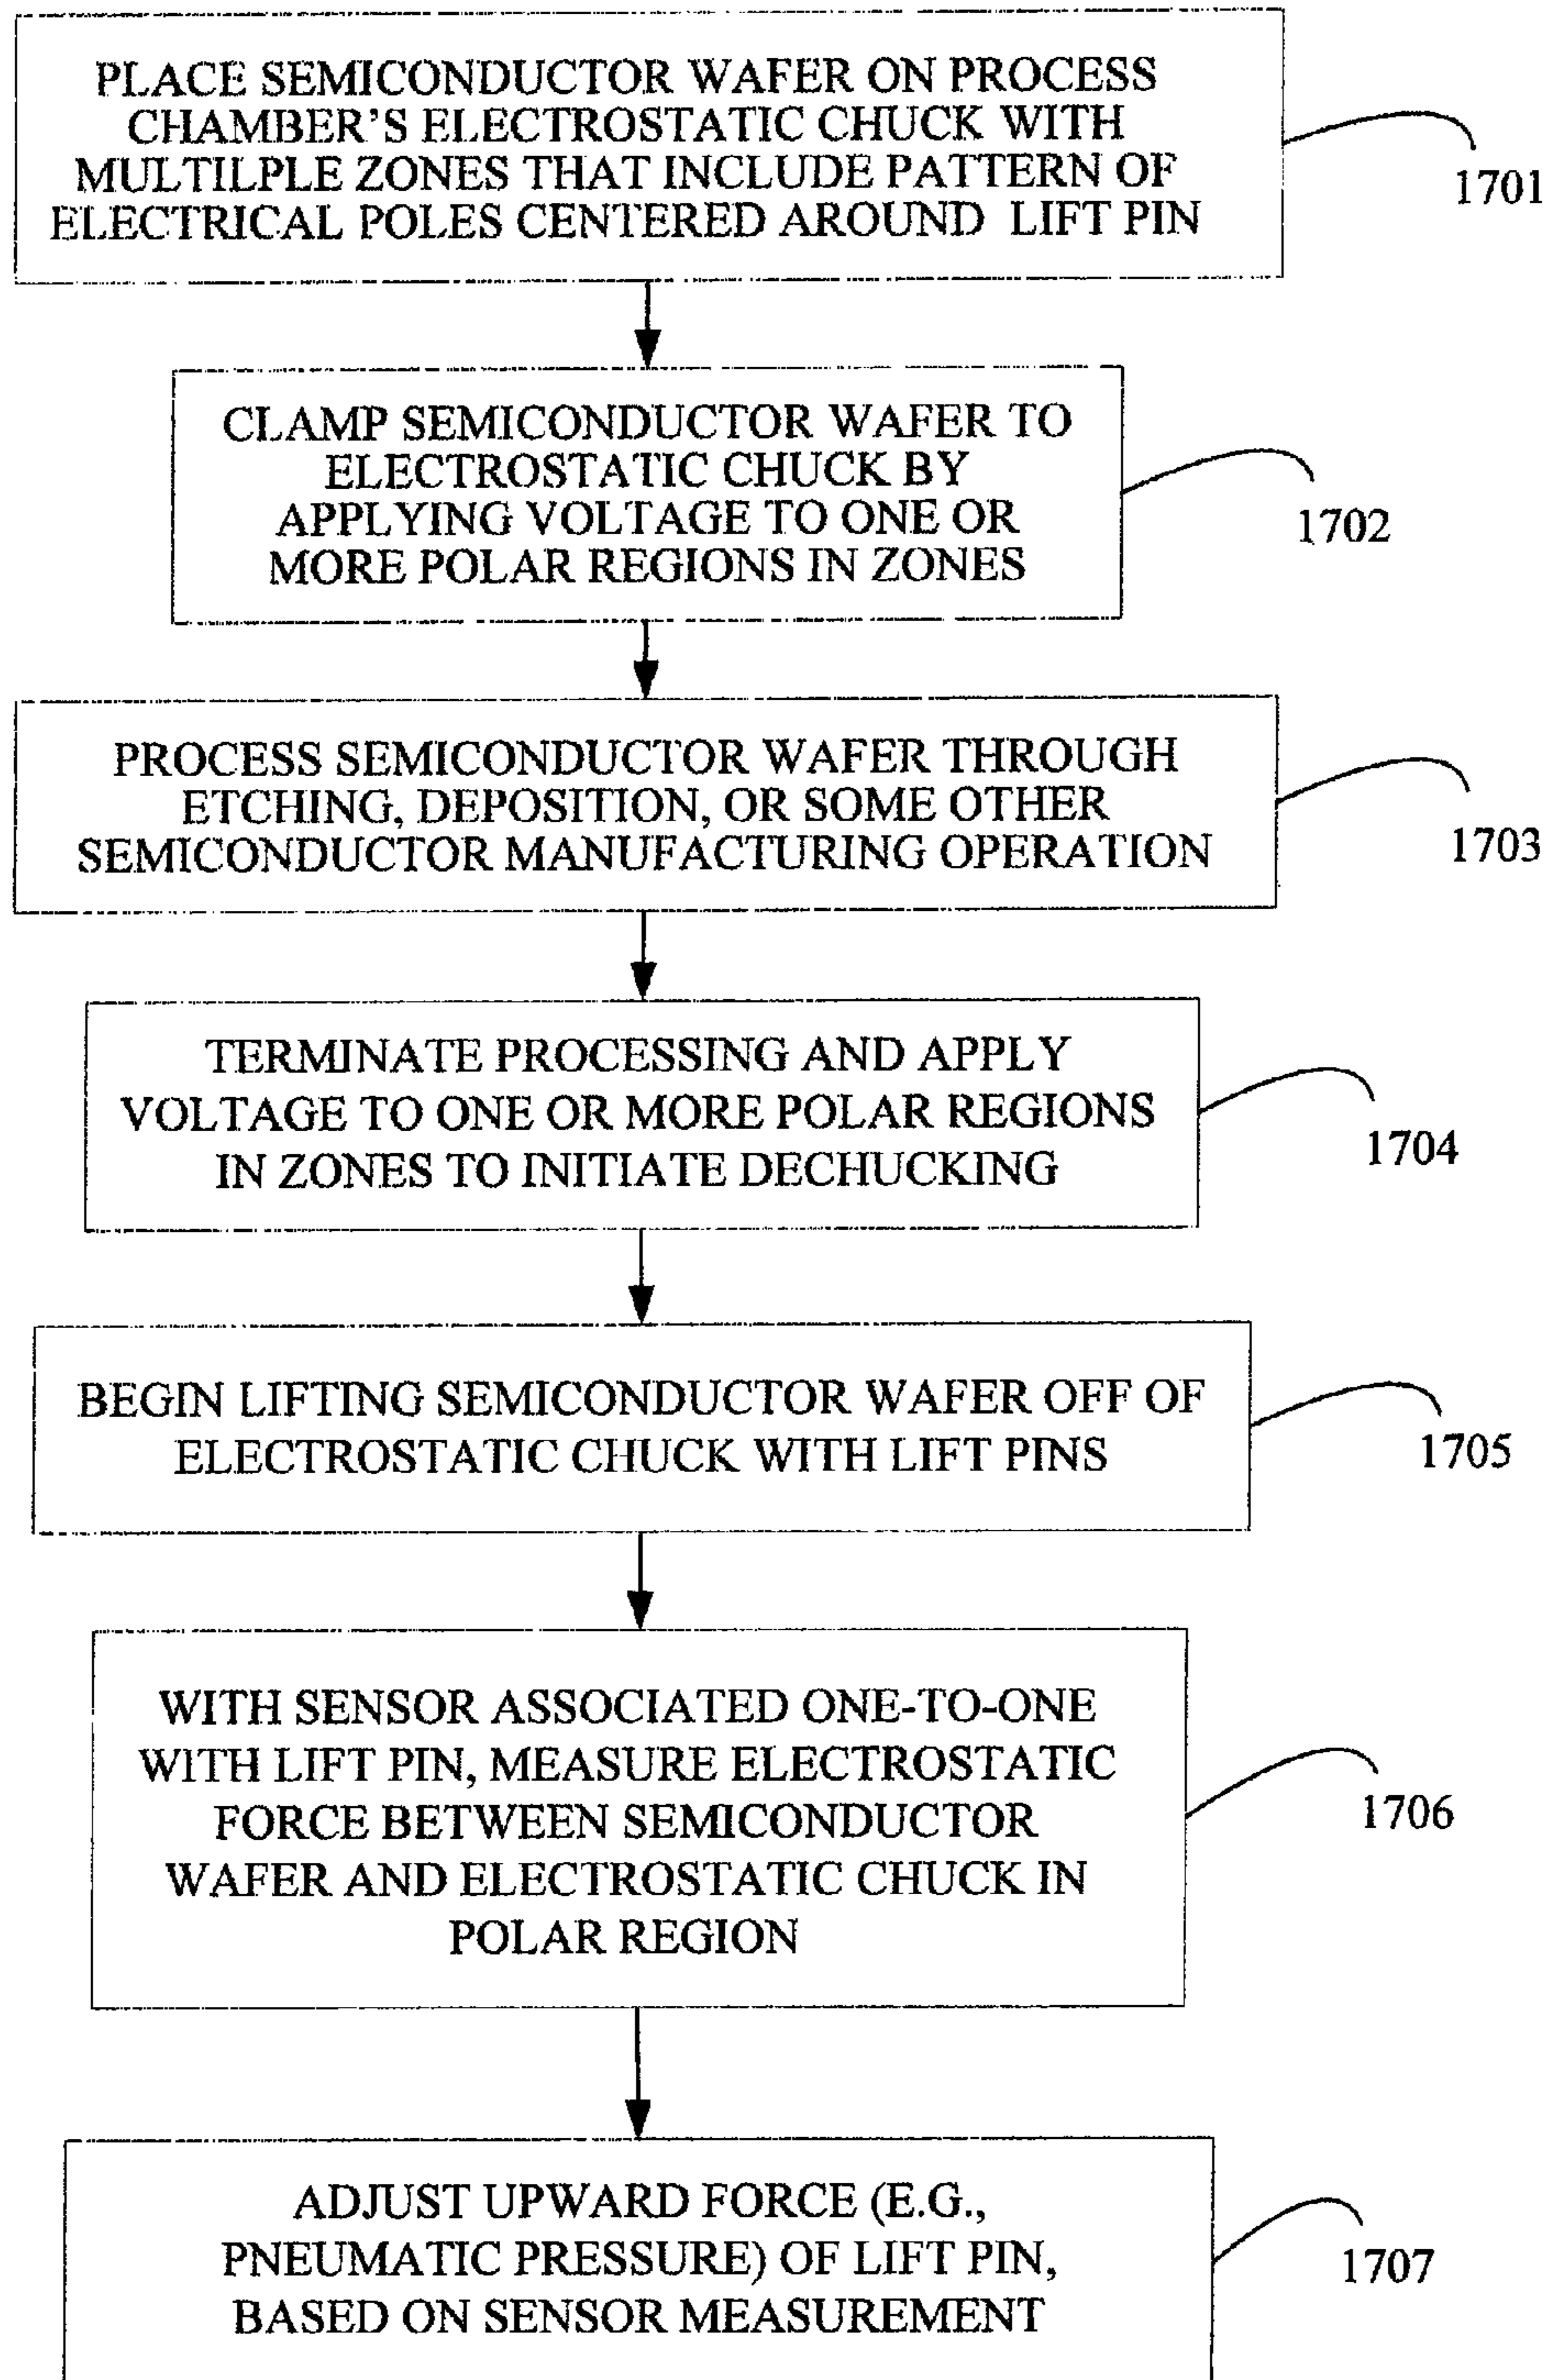 PLACE SEMICONDUCTOR WAFER ON PROCESS
CHAMBER'S ELECTROSTATIC CHUCK WITH
MULTILPLE ZONES THAT INCLUDE PATTERN OF
ELECTRICAL POLES CENTERED AROUND LIFT PIN
1701
CLAMP SEMICONDUCTOR WAFER TO
ELECTROSTATIC CHUCK BY
APPLYING VOLTAGE TO ONE OR
MORE POLAR REGIONS IN ZONES
1702
PROCESS SEMICONDUCTOR WAFER THROUGH
ETCHING, DEPOSITION, OR SOME OTHER
SEMICONDUCTOR MANUFACTURING OPERATION
1703
TERMINATE PROCESSING AND APPLY
VOLTAGE TO ONE OR MORE POLAR REGIONS
IN ZONES TO INITIATE DECHUCKING
1704
BEGIN LIFTING SEMICONDUCTOR WAFER OFF OF
ELECTROSTATIC CHUCK WITH LIFT PINS
1705
WITH SENSOR ASSOCIATED ONE-TO-ONE
WITH LIFT PIN, MEASURE ELECTROSTATIC
FORCE BETWEEN SEMICONDUCTOR
WAFER AND ELECTROSTATIC CHUCK IN
POLAR REGION
1706
ADJUST UPWARD FORCE (E.G.,
PNEUMATIC PRESSURE) OF LIFT PIN,
BASED ON SENSOR MEASUREMENT
1707